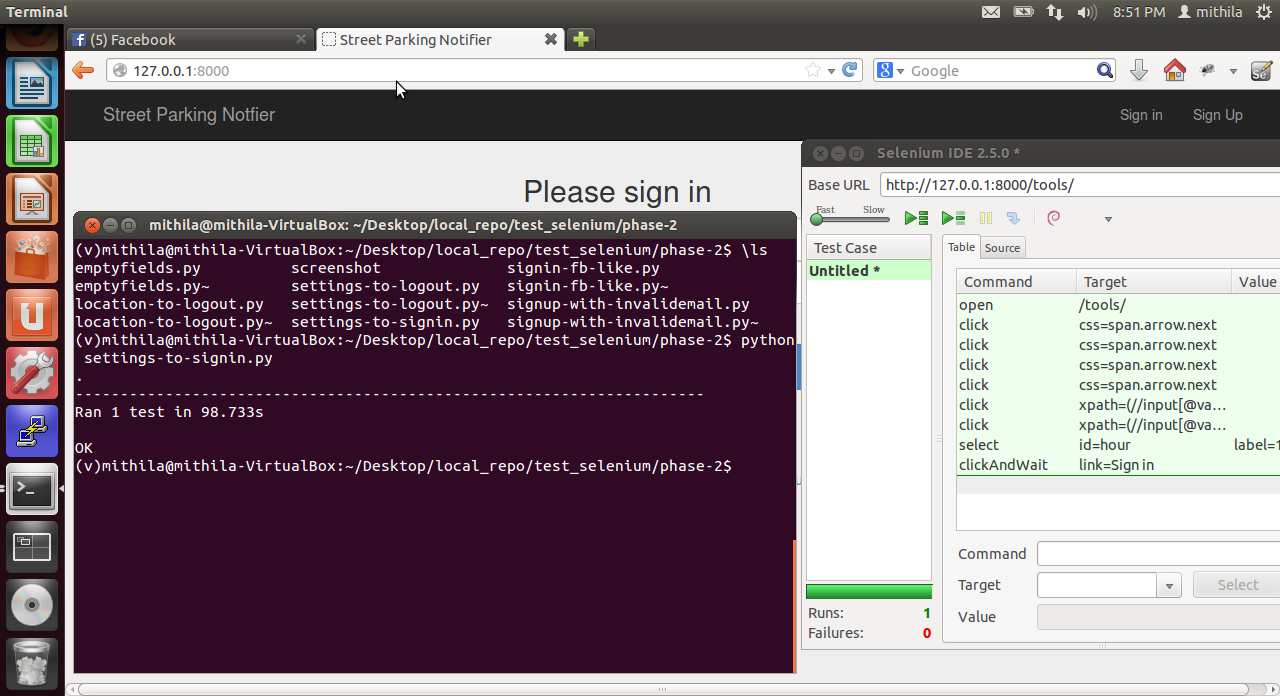 Terminal
8:51 PM mithila
(5) Facebook
Street Parking Notifier
127.0.0.1:8000
Google
Street Parking Notfier
Sign in Sign Up
Please sign in
mithila@mithila-VirtualBox: ~/Desktop/local_repo/test_selenium/phase-2
(v)mithila@mithila-VirtualBox:~/Desktop/local_repo/test_selenium/phase-2$ \ls
emptyfields.py screenshot signin-fb-like.py
emptyfields.py~ settings-to-logout.py signin-fb-like.py~
location-to-logout.py settings-to-logout.py~ signup-with-invalidemail.py
location-to-logout.py~ settings-to-signin.py signup-with-invalidemail.py~
(v)mithila@mithila-VirtualBox:~/Desktop/local_repo/test_selenium/phase-2$ python
settings-to-signin.py
.
----------------------------------------------------------------------
Ran 1 test in 98.733s
OK
(v)mithila@mithila-VirtualBox:~/Desktop/local_repo/test_selenium/phase-2$
Selenium IDE 2.5.0 *
Base URL http://127.0.0.1:8000/tools/
Fast Slow
Test Case
Untitled *
Table Source
Command Target Value
open /tools/
click css=span.arrow.next
click css=span.arrow.next
click css=span.arrow.next
click css=span.arrow.next
click xpath=(//input[@va...
click xpath=(//input[@va...
select id=hour label=1
clickAndWait link=Sign in
Command
Target Select
Value
Runs: 1
Failures: 0